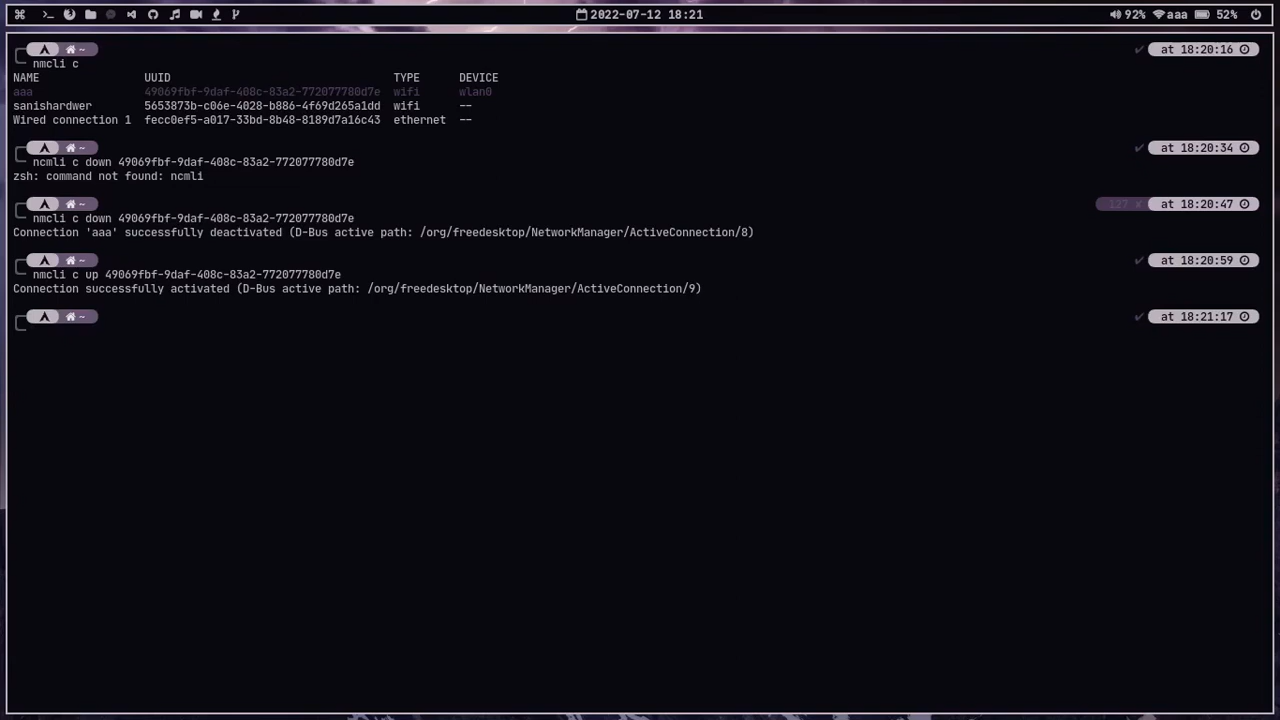 2022-07-12 18:21
92% aaa 52%
~ ✔ at 18:20:16
nmcli c
NAME UUID TYPE DEVICE
aaa 49069fbf-9daf-408c-83a2-772077780d7e wifi wlan0
sanishardwer 5653873b-c06e-4028-b886-4f69d265a1dd wifi --
Wired connection 1 fecc0ef5-a017-33bd-8b48-8189d7a16c43 ethernet --
~ ✔ at 18:20:34
ncmli c down 49069fbf-9daf-408c-83a2-772077780d7e
zsh: command not found: ncmli
~ 127 x at 18:20:47
nmcli c down 49069fbf-9daf-408c-83a2-772077780d7e
Connection 'aaa' successfully deactivated (D-Bus active path: /org/freedesktop/NetworkManager/ActiveConnection/8)
~ ✔ at 18:20:59
nmcli c up 49069fbf-9daf-408c-83a2-772077780d7e
Connection successfully activated (D-Bus active path: /org/freedesktop/NetworkManager/ActiveConnection/9)
~ ✔ at 18:21:17